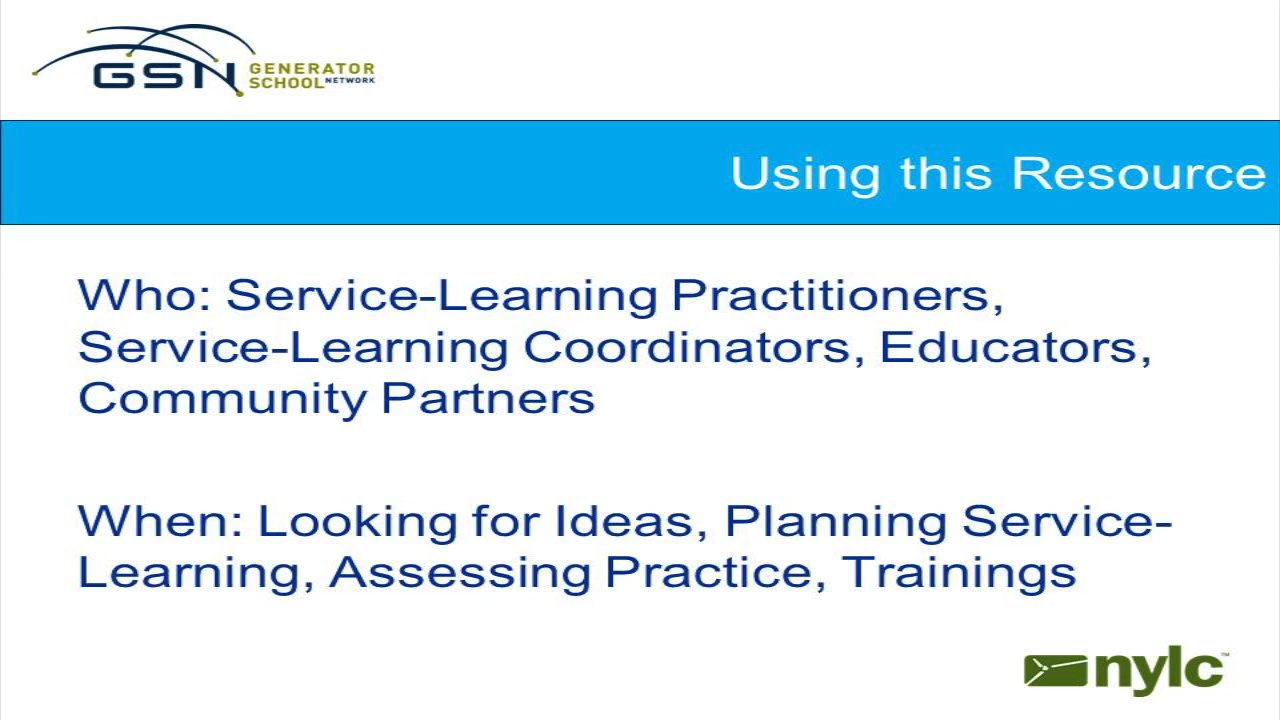 GSN GENERATOR
SCHOOL NETWORK
Using this Resource
Who: Service-Learning Practitioners,
Service-Learning Coordinators, Educators,
Community Partners
When: Looking for Ideas, Planning Service-
Learning, Assessing Practice, Trainings
nylc™